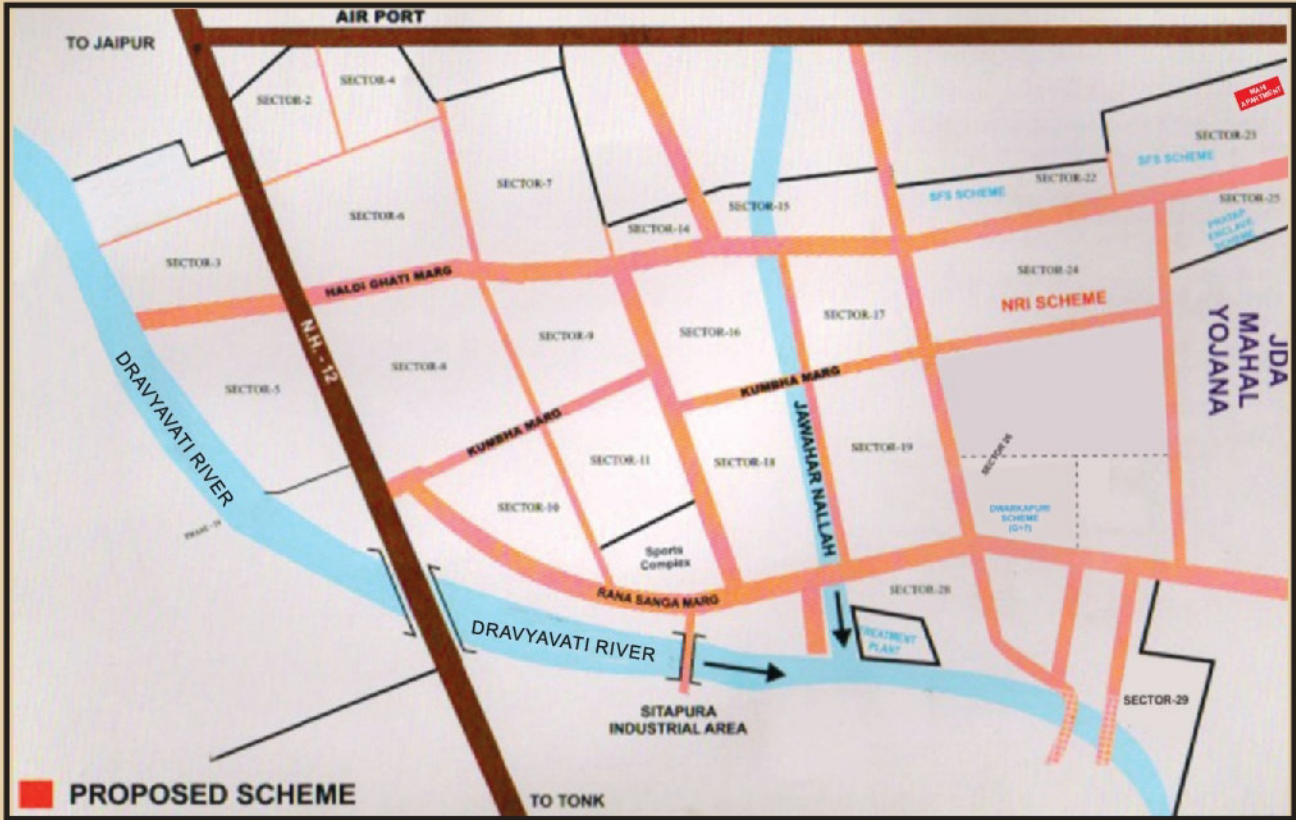 AIR PORT
TO JAIPUR
SECTOR-2
SECTOR-4
MAH
APARTMENT
SECTOR-23
SFS SCHEME
SECTOR-7
SECTOR-22
SFS SCHEME
SECTOR-25
PRATAP
ENCLAVE
SCHEME
SECTOR-6
SECTOR-15
SECTOR-14
SECTOR-3
HALDI GHATI MARG
SECTOR-24
NRI SCHEME
JDA
MAHAL
YOJANA
N.H. - 12
SECTOR-9
SECTOR-16
SECTOR-17
SECTOR-8
SECTOR-5
DRAVYAVATI RIVER
KUMBHA MARG
KUMBHA MARG
JAWAHAR NALLAH
SECTOR-11
SECTOR-18
SECTOR-19
SECTOR 26
SECTOR-10
DWARKAPURI
SCHEME
(G+7)
Sports
Complex
RANA SANGA MARG
SECTOR-28
TREATMENT
PLANT
DRAVYAVATI RIVER
SECTOR-29
SITAPURA
INDUSTRIAL AREA
PROPOSED SCHEME
TO TONK